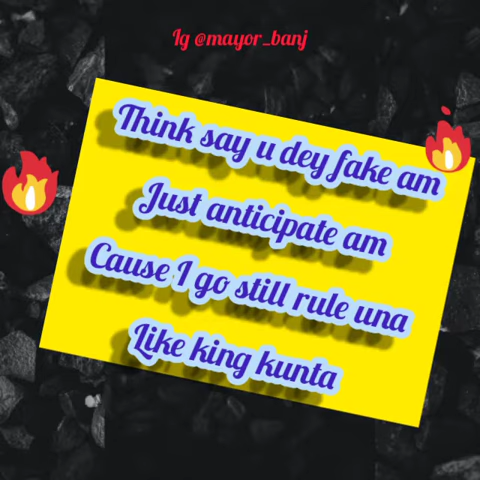 Ig @mayor_banj
Think say u dey fake am
Just anticipate am
Cause I go still rule una
Like king kunta